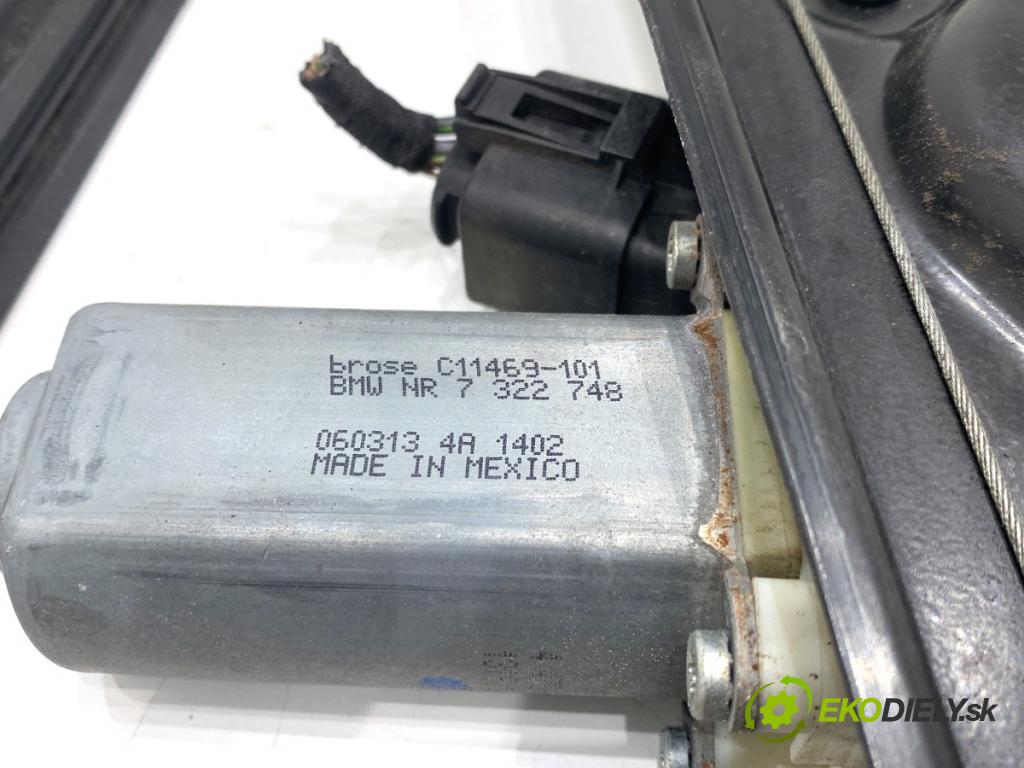 brose C11469-101
BMW NR 7 322 748
060313 4A 1402
MADE IN MEXICO
EKODIELY.sk